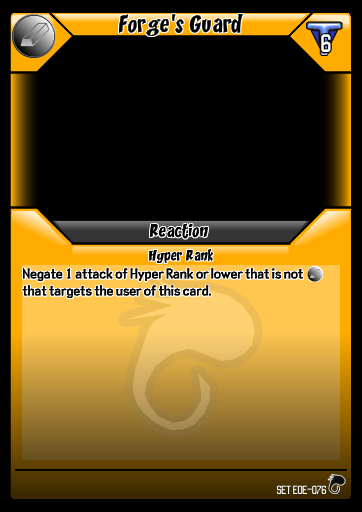 Forge's Guard
6
Reaction
Hyper Rank
Negate 1 attack of Hyper Rank or lower that is not
that targets the user of this card.
SET EOE-076